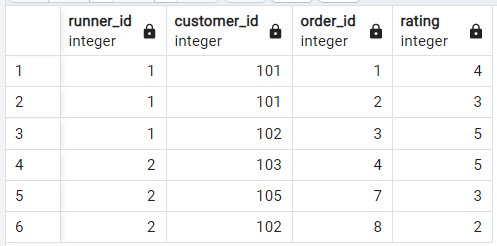 runner_id customer_id order_id rating
integer integer integer integer
1 1 101 1 4
2 1 101 2 3
3 1 102 3 5
4 2 103 4 5
5 2 105 7 3
6 2 102 8 2